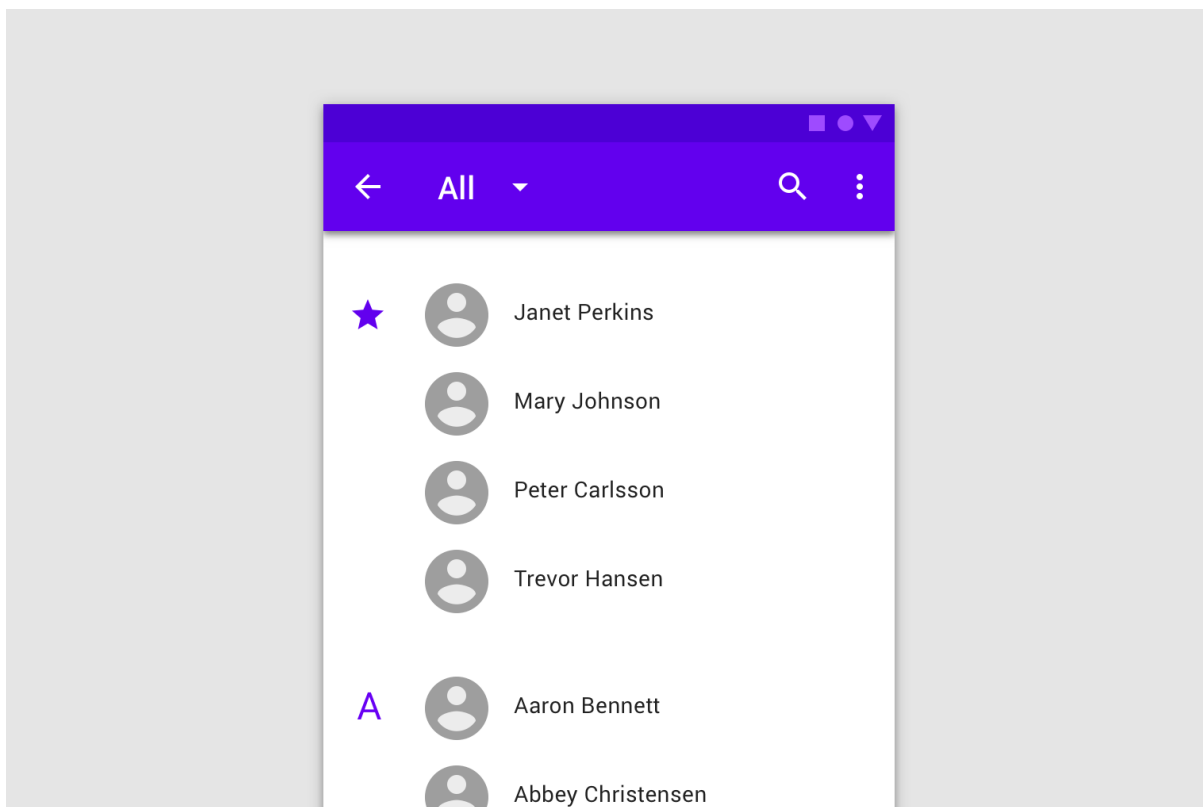 All
Janet Perkins
Mary Johnson
Peter Carlsson
Trevor Hansen
A
Aaron Bennett
Abbey Christensen